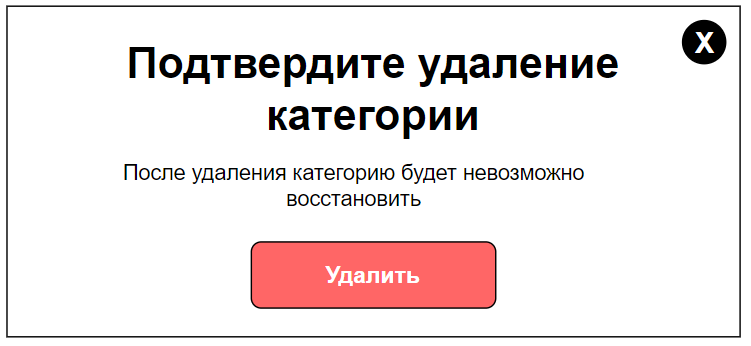 X
Подтвердите удаление
категории
После удаления категорию будет невозможно
восстановить
Удалить